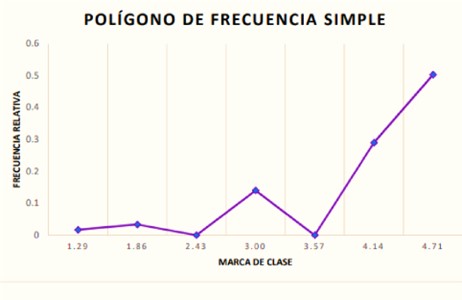 POLÍGONO DE FRECUENCIA SIMPLE
0.6
0.5
0.4
0.3
0.2
0.1
0
FRECUENCIA RELATIVA
1.29 1.86 2.43 3.00 3.57 4.14 4.71
MARCA DE CLASE